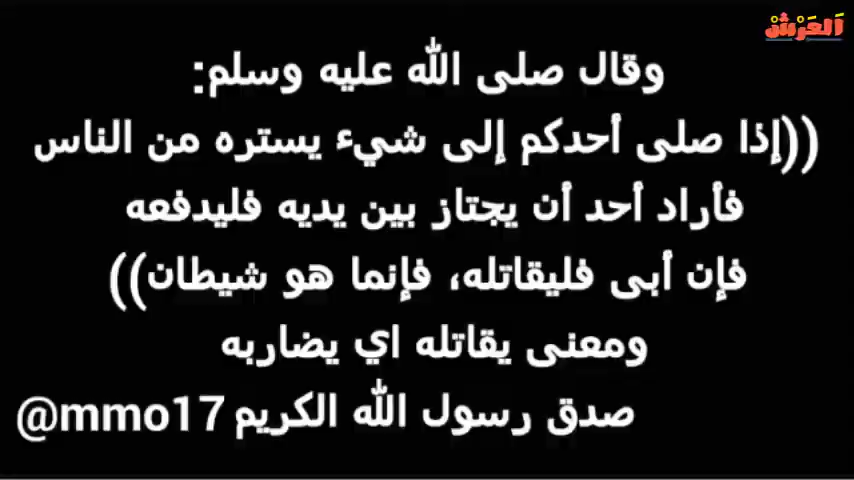 اَلعَرْشْ
وقال صلى الله عليه وسلم:
((إذا صلى أحدكم إلى شيء يستره من الناس
فأراد أحد أن يجتاز بين يديه فليدفعه
فإن أبى فليقاتله، فإنما هو شيطان))
ومعنى يقاتله اي يضاربه
صدق رسول الله الكريم @mmo17